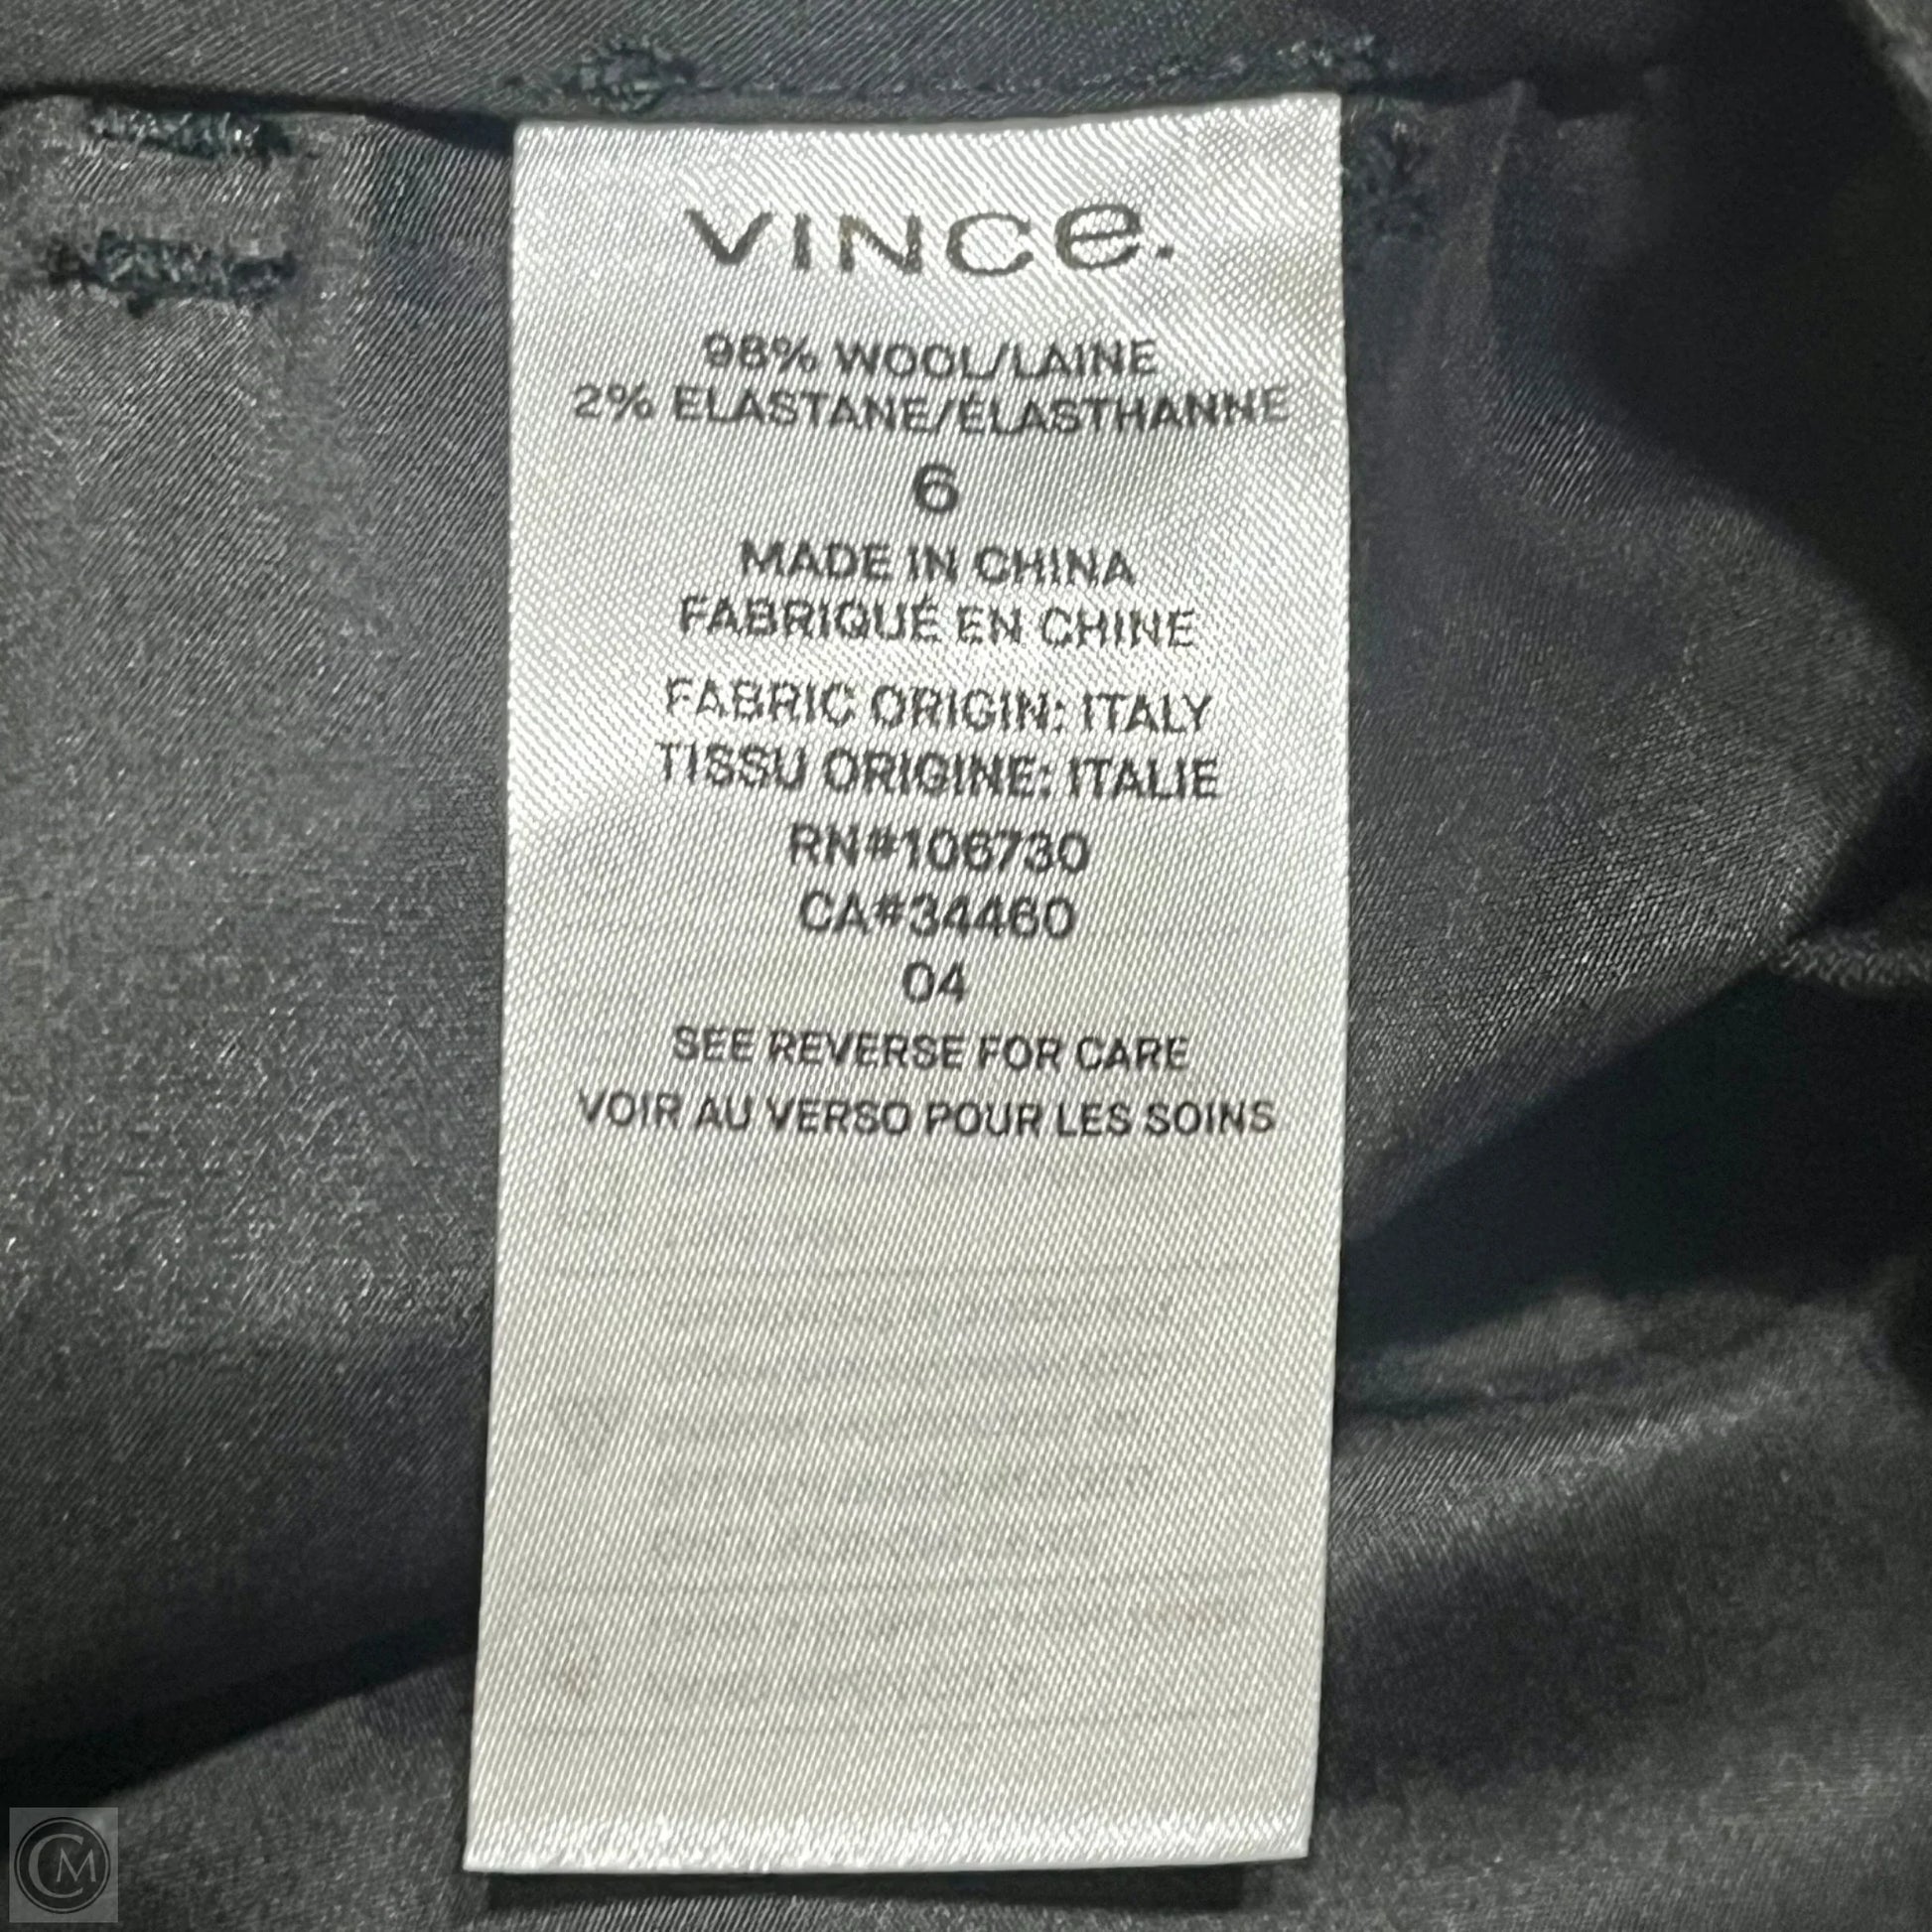 VINCe.
98% WOOL/LAINE
2% ELASTANE/ÉLASTHANNE
6
MADE IN CHINA
FABRIQUÉ EN CHINE
FABRIC ORIGIN: ITALY
TISSU ORIGINE: ITALIE
RN#106730
CA#34460
04
SEE REVERSE FOR CARE
VOIR AU VERSO POUR LES SOINS
CM